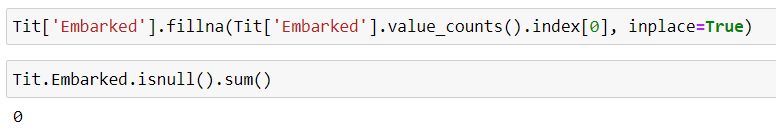 Tit['Embarked'].fillna(Tit['Embarked'].value_counts().index[0], inplace=True)
Tit.Embarked.isnull().sum()
0